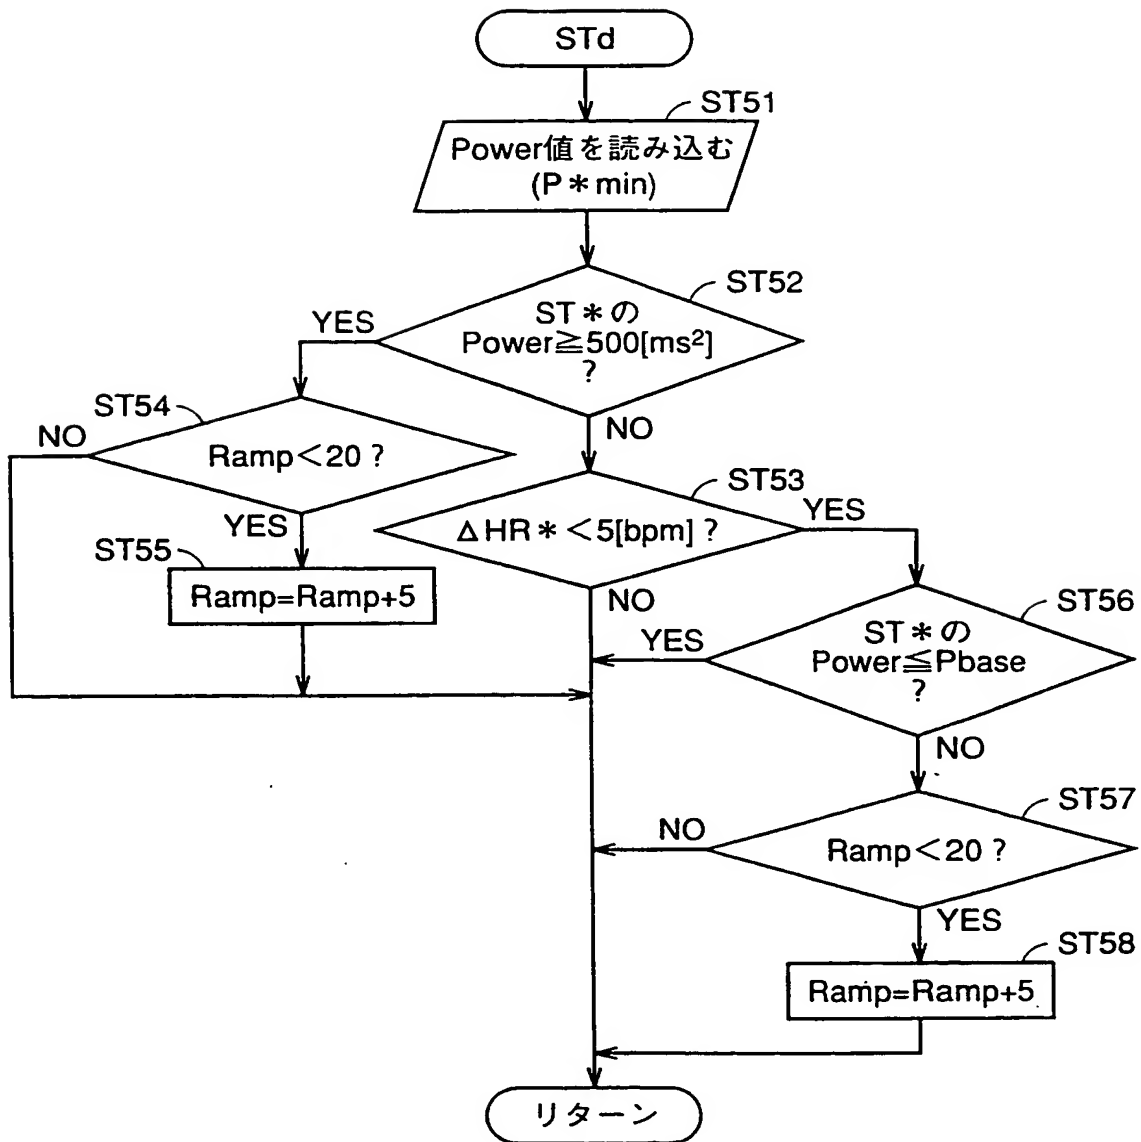 STd
ST51
Power値を読み込む
(P*min)
ST52
ST*の
Power≧500[ms²]
?
YES
NO
ST54
Ramp<20 ?
NO
YES
ST55
Ramp=Ramp+5
ST53
ΔHR*<5[bpm] ?
YES
NO
ST56
ST*の
Power≦Pbase
?
YES
NO
ST57
Ramp<20 ?
NO
YES
ST58
Ramp=Ramp+5
リターン